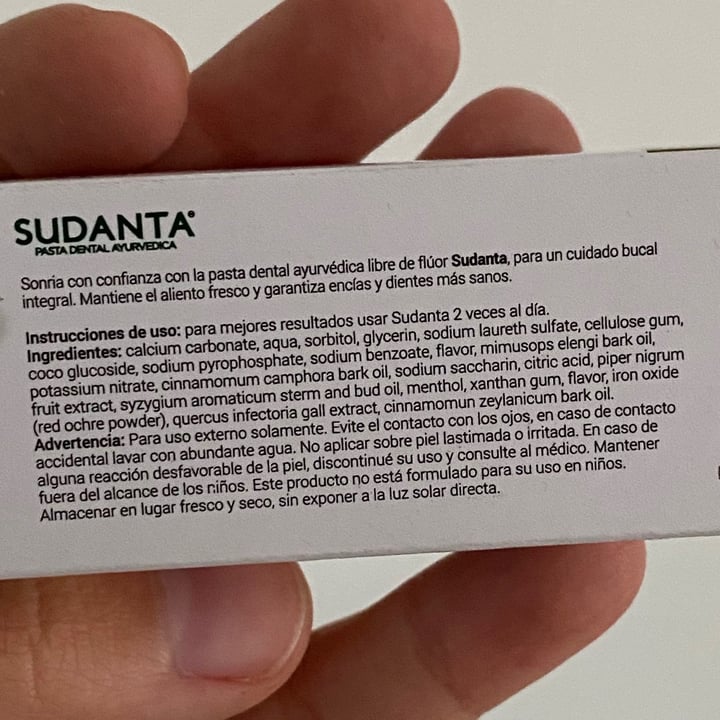 SUDANTA®
PASTA DENTAL AYURVEDICA
Sonria con confianza con la pasta dental ayurvédica libre de flúor Sudanta, para un cuidado bucal
integral. Mantiene el aliento fresco y garantiza encías y dientes más sanos.
Instrucciones de uso: para mejores resultados usar Sudanta 2 veces al día.
Ingredientes: calcium carbonate, aqua, sorbitol, glycerin, sodium laureth sulfate, cellulose gum,
coco glucoside, sodium pyrophosphate, sodium benzoate, flavor, mimusops elengi bark oil,
potassium nitrate, cinnamomum camphora bark oil, sodium saccharin, citric acid, piper nigrum
fruit extract, syzygium aromaticum sterm and bud oil, menthol, xanthan gum, flavor, iron oxide
(red ochre powder), quercus infectoria gall extract, cinnamomun zeylanicum bark oil.
Advertencia: Para uso externo solamente. Evite el contacto con los ojos, en caso de contacto
accidental lavar con abundante agua. No aplicar sobre piel lastimada o irritada. En caso de
alguna reacción desfavorable de la piel, discontinué su uso y consulte al médico. Mantener
fuera del alcance de los niños. Este producto no está formulado para su uso en niños.
Almacenar en lugar fresco y seco, sin exponer a la luz solar directa.